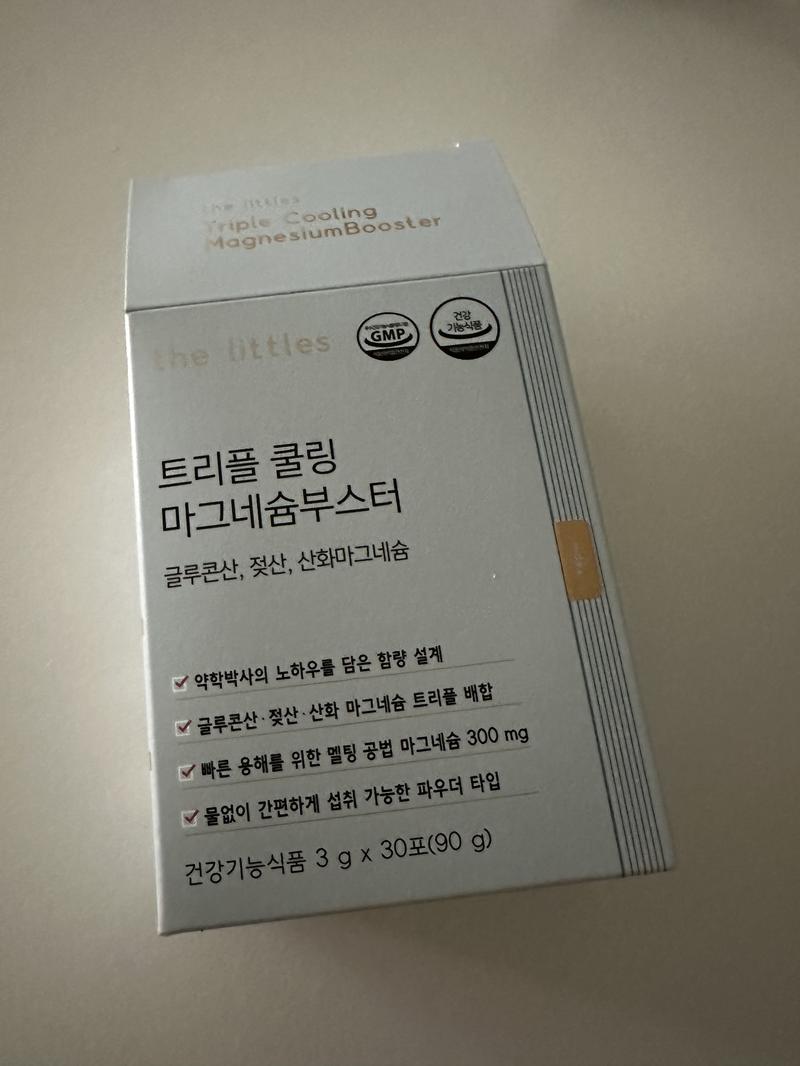 the littles
Triple Cooling
MagnesiumBooster
the littles
GMP
건강
기능식품
트리플 쿨링
마그네슘부스터
글루콘산, 젖산, 산화마그네슘
약학박사의 노하우를 담은 함량 설계
글루콘산·젖산·산화 마그네슘 트리플 배합
빠른 용해를 위한 멜팅 공법 마그네슘 300 mg
물없이 간편하게 섭취 가능한 파우더 타입
건강기능식품 3 g x 30포(90 g)